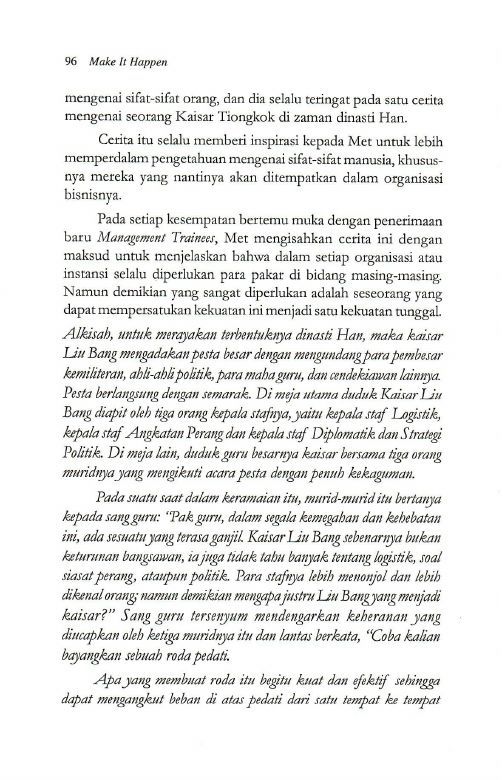 96 Make It Happen
mengenai sifat-sifat orang, dan dia selalu teringat pada satu cerita
mengenai seorang Kaisar Tiongkok di zaman dinasti Han.
Cerita itu selalu memberi inspirasi kepada Met untuk lebih
memperdalam pengetahuan mengenai sifat-sifat manusia, khusus-
nya mereka yang nantinya akan ditempatkan dalam organisasi
bisnisnya.
Pada setiap kesempatan bertemu muka dengan penerimaan
baru Management Trainees, Met mengisahkan cerita ini dengan
maksud untuk menjelaskan bahwa dalam setiap organisasi atau
instansi selalu diperlukan para pakar di bidang masing-masing.
Namun demikian yang sangat diperlukan adalah seseorang yang
dapat mempersatukan kekuatan ini menjadi satu kekuatan tunggal.
Alkisah, untuk merayakan terbentuknya dinasti Han, maka kaisar
Liu Bang mengadakan pesta besar dengan mengundang para pembesar
kemiliteran, ahli-ahli politik, para maha guru, dan cendekiawan lainnya.
Pesta berlangsung dengan semarak. Di meja utama duduk Kaisar Liu
Bang diapit oleh tiga orang kepala stafnya, yaitu kepala staf Logistik,
kepala staf Angkatan Perang dan kepala staf Diplomatik dan Strategi
Politik. Di meja lain, duduk guru besarnya kaisar bersama tiga orang
muridnya yang mengikuti acara pesta dengan penuh kekaguman.
Pada suatu saat dalam keramaian itu, murid-murid itu bertanya
kepada sang guru: "Pak guru, dalam segala kemegahan dan kehebatan
ini, ada sesuatu yang terasa ganjil. Kaisar Liu Bang sebenarnya bukan
keturunan bangsawan, ia juga tidak tahu banyak tentang logistik, soal
siasat perang, ataupun politik. Para stafnya lebih menonjol dan lebih
dikenal orang; namun demikian mengapa justru Liu Bang yang menjadi
kaisar?" Sang guru tersenyum mendengarkan keheranan yang
diucapkan oleh ketiga muridnya itu dan lantas berkata, "Coba kalian
bayangkan sebuah roda pedati.
Apa yang membuat roda itu begitu kuat dan efektif sehingga
dapat mengangkut beban di atas pedati dari satu tempat ke tempat